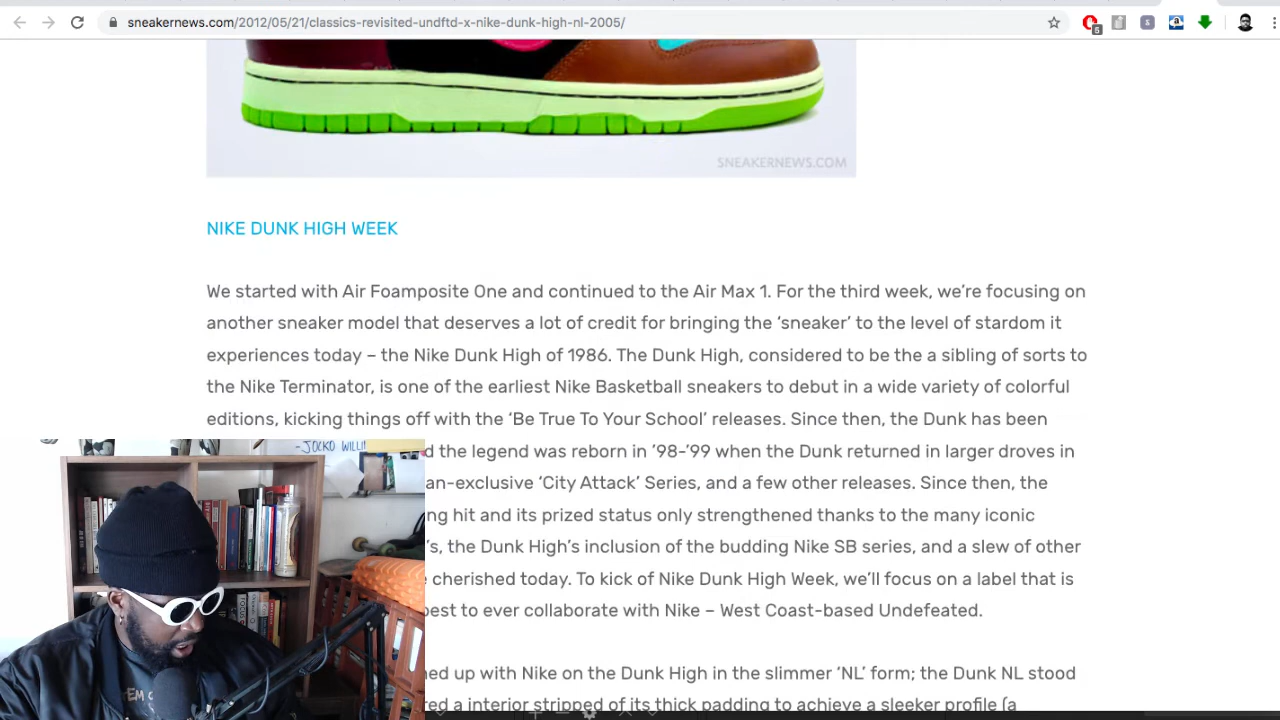 sneakernews.com/2012/05/21/classics-revisited-undftd-x-nike-dunk-high-nl-2005/
5
SNEAKERNEWS.COM
NIKE DUNK HIGH WEEK
We started with Air Foamposite One and continued to the Air Max 1. For the third week, we’re focusing on
another sneaker model that deserves a lot of credit for bringing the ‘sneaker’ to the level of stardom it
experiences today – the Nike Dunk High of 1986. The Dunk High, considered to be the a sibling of sorts to
the Nike Terminator, is one of the earliest Nike Basketball sneakers to debut in a wide variety of colorful
editions, kicking things off with the ‘Be True To Your School’ releases. Since then, the Dunk has been
d the legend was reborn in ’98-’99 when the Dunk returned in larger droves in
an-exclusive ‘City Attack’ Series, and a few other releases. Since then, the
ng hit and its prized status only strengthened thanks to the many iconic
’s, the Dunk High’s inclusion of the budding Nike SB series, and a slew of other
cherished today. To kick of Nike Dunk High Week, we’ll focus on a label that is
best to ever collaborate with Nike – West Coast-based Undefeated.
ned up with Nike on the Dunk High in the slimmer ‘NL’ form; the Dunk NL stood
red a interior stripped of its thick padding to achieve a sleeker profile (a
-JOCKO